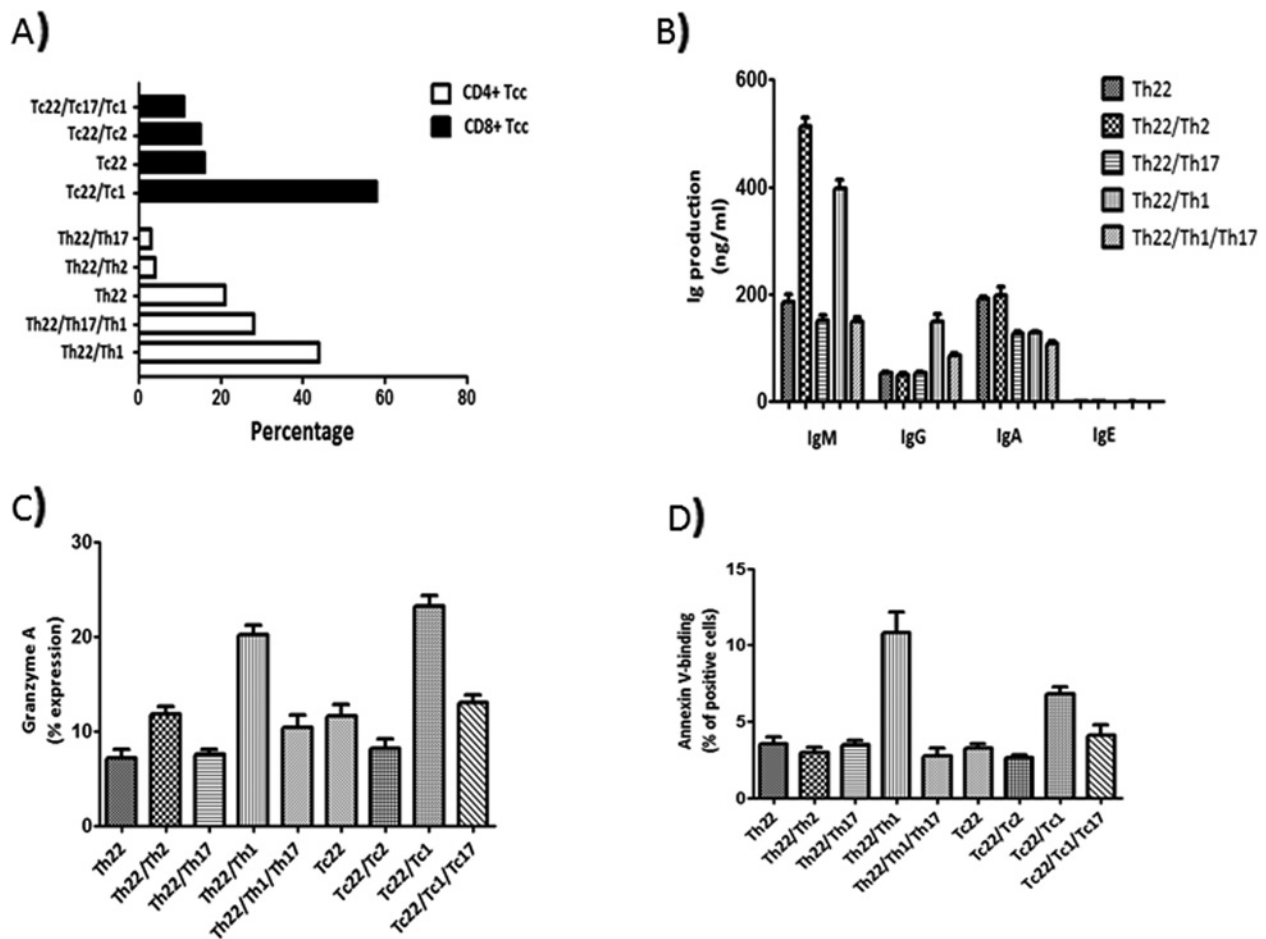 A)
CD4+ Tcc
CD8+ Tcc
Tc22/Tc17/Tc1
Tc22/Tc2
Tc22
Tc22/Tc1
Th22/Th17
Th22/Th2
Th22
Th22/Th17/Th1
Th22/Th1
0 20 40 60 80
Percentage
B)
Ig production
(ng/ml)
600
400
200
0
IgM IgG IgA IgE
Th22
Th22/Th2
Th22/Th17
Th22/Th1
Th22/Th1/Th17
C)
Granzyme A
(% expression)
30
20
10
0
Th22
Th22/Th2
Th22/Th17
Th22/Th1
Th22/Th1/Th17
Tc22
Tc22/Tc2
Tc22/Tc1
Tc22/Tc1/Tc17
D)
Annexin V-binding
(% of positive cells)
15
10
5
0
Th22
Th22/Th2
Th22/Th17
Th22/Th1
Th22/Th1/Th17
Tc22
Tc22/Tc2
Tc22/Tc1
Tc22/Tc1/Tc17